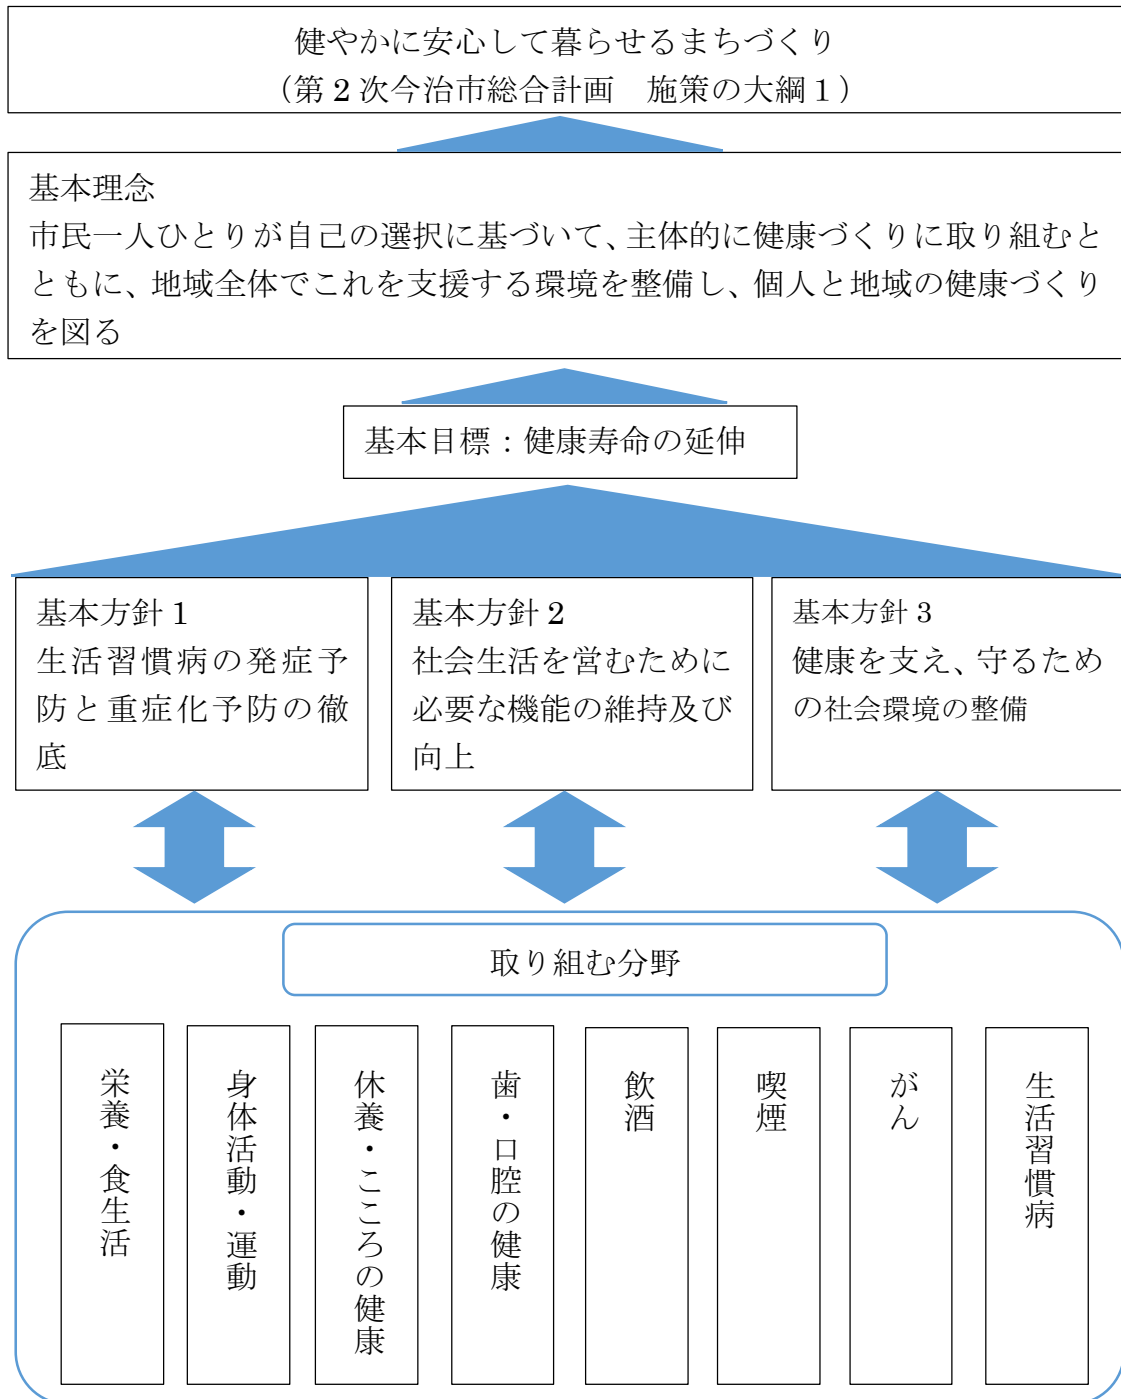 健やかに安心して暮らせるまちづくり
（第２次今治市総合計画　施策の大綱１）
基本理念
市民一人ひとりが自己の選択に基づいて、主体的に健康づくりに取り組むと
ともに、地域全体でこれを支援する環境を整備し、個人と地域の健康づくり
を図る
基本目標：健康寿命の延伸
基本方針１
生活習慣病の発症予
防と重症化予防の徹
底
基本方針２
社会生活を営むために
必要な機能の維持及び
向上
基本方針３
健康を支え、守るため
の社会環境の整備
取り組む分野
栄養・食生活
身体活動・運動
休養・こころの健康
歯・口腔の健康
飲酒
喫煙
がん
生活習慣病